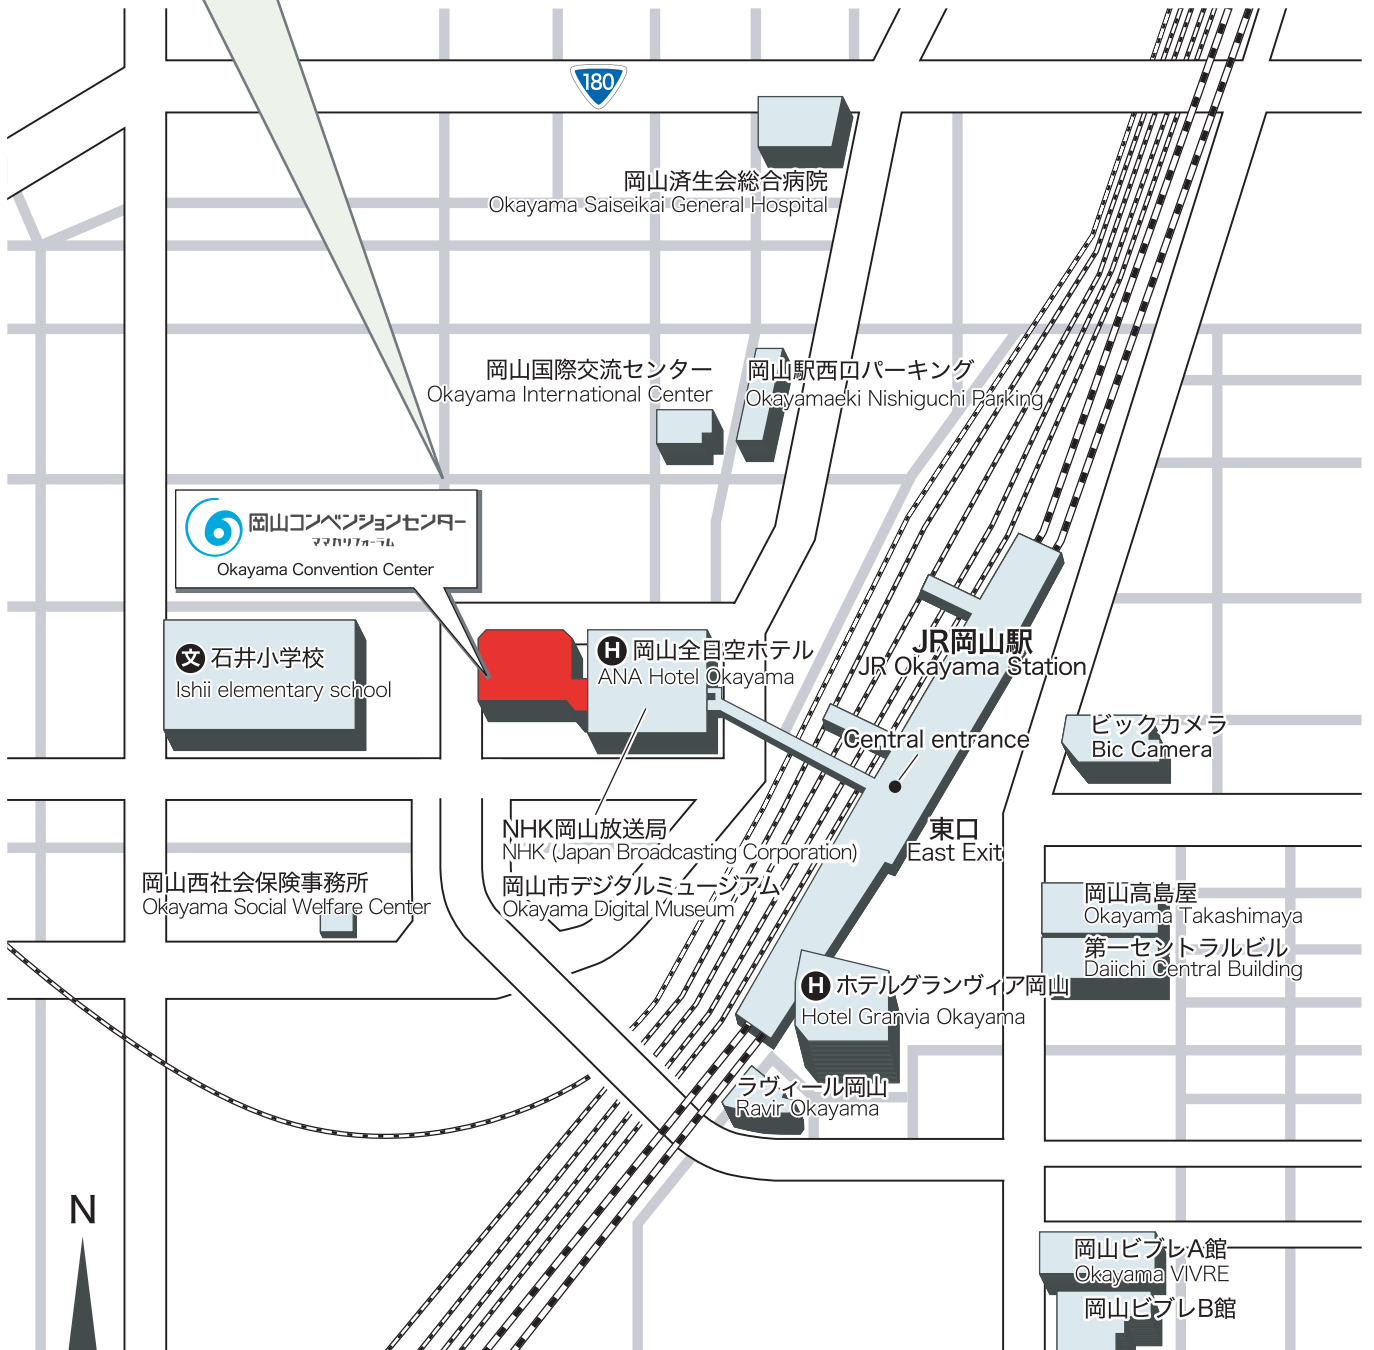 180
岡山済生会総合病院
Okayama Saiseikai General Hospital
岡山国際交流センター
Okayama International Center
岡山駅西口パーキング
Okayamaeki Nishiguchi Parking
岡山コンベンションセンター
ママカリフォーラム
Okayama Convention Center
文 石井小学校
Ishii elementary school
H 岡山全日空ホテル
ANA Hotel Okayama
JR岡山駅
JR Okayama Station
Central entrance
ビックカメラ
Bic Camera
東口
East Exit
NHK岡山放送局
NHK (Japan Broadcasting Corporation)
岡山市デジタルミュージアム
Okayama Digital Museum
岡山西社会保険事務所
Okayama Social Welfare Center
岡山高島屋
Okayama Takashimaya
第一セントラルビル
Daiichi Central Building
H ホテルグランヴィア岡山
Hotel Granvia Okayama
ラヴィール岡山
Ravir Okayama
N
岡山ビブレA館
Okayama VIVRE
岡山ビブレB館